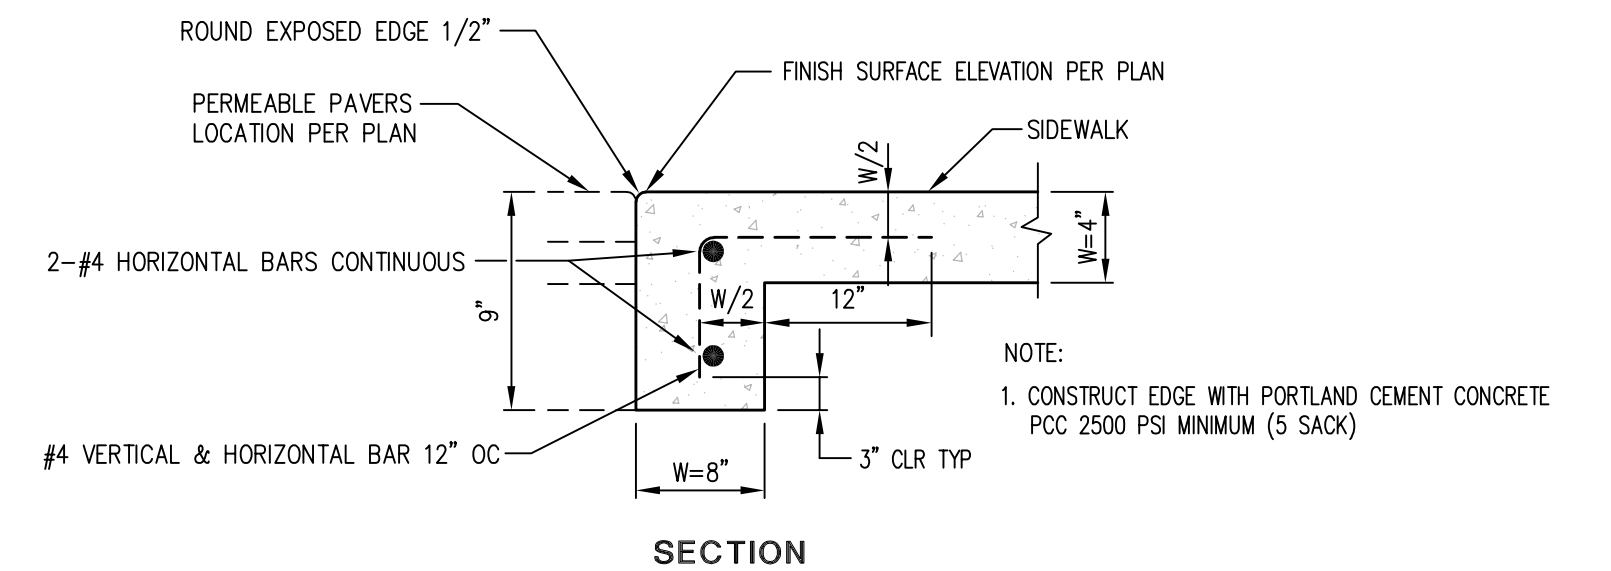 ROUND EXPOSED EDGE 1/2"
FINISH SURFACE ELEVATION PER PLAN
PERMEABLE PAVERS
LOCATION PER PLAN
SIDEWALK
W/2
W=4"
2-#4 HORIZONTAL BARS CONTINUOUS
9"
W/2
12"
NOTE:
1. CONSTRUCT EDGE WITH PORTLAND CEMENT CONCRETE
PCC 2500 PSI MINIMUM (5 SACK)
#4 VERTICAL & HORIZONTAL BAR 12" OC
3" CLR TYP
W=8"
SECTION